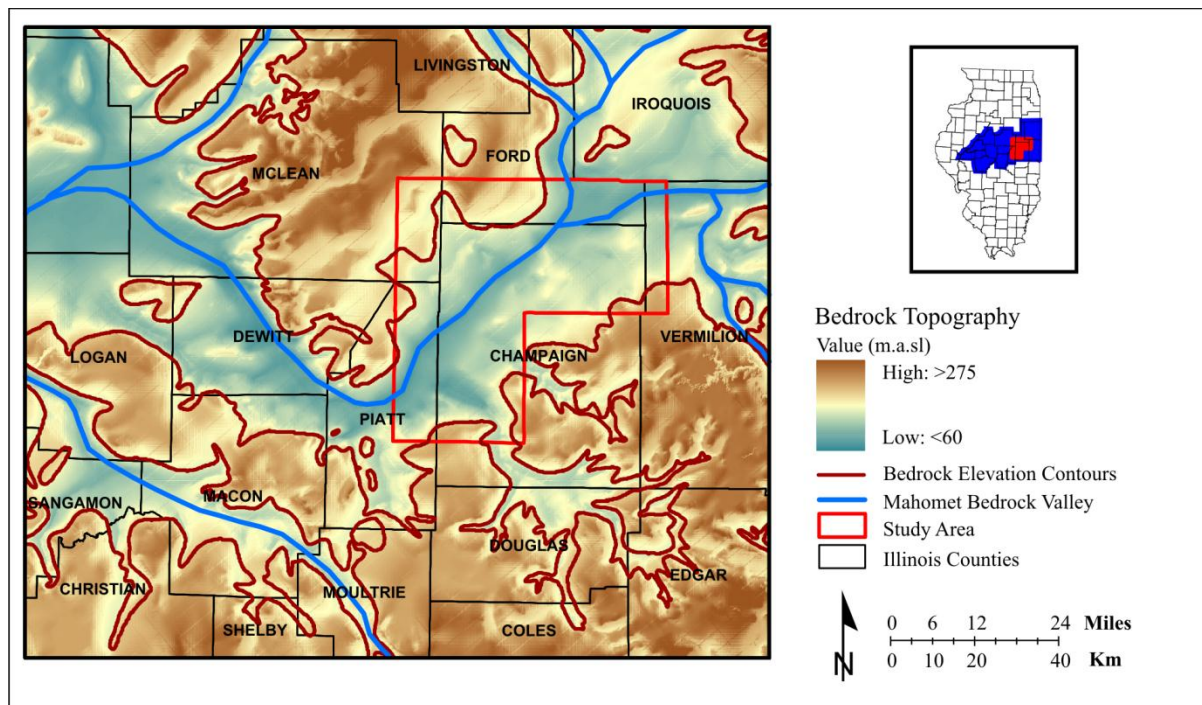 LIVINGSTON
IROQUOIS
FORD
MCLEAN
DEWITT
LOGAN
CHAMPAIGN
VERMILION
PIATT
SANGAMON
MACON
DOUGLAS
EDGAR
CHRISTIAN
MOULTRIE
SHELBY
COLES
Bedrock Topography
Value (m.a.sl)
High: >275
Low: <60
Bedrock Elevation Contours
Mahomet Bedrock Valley
Study Area
Illinois Counties
N
0 6 12 24 Miles
0 10 20 40 Km